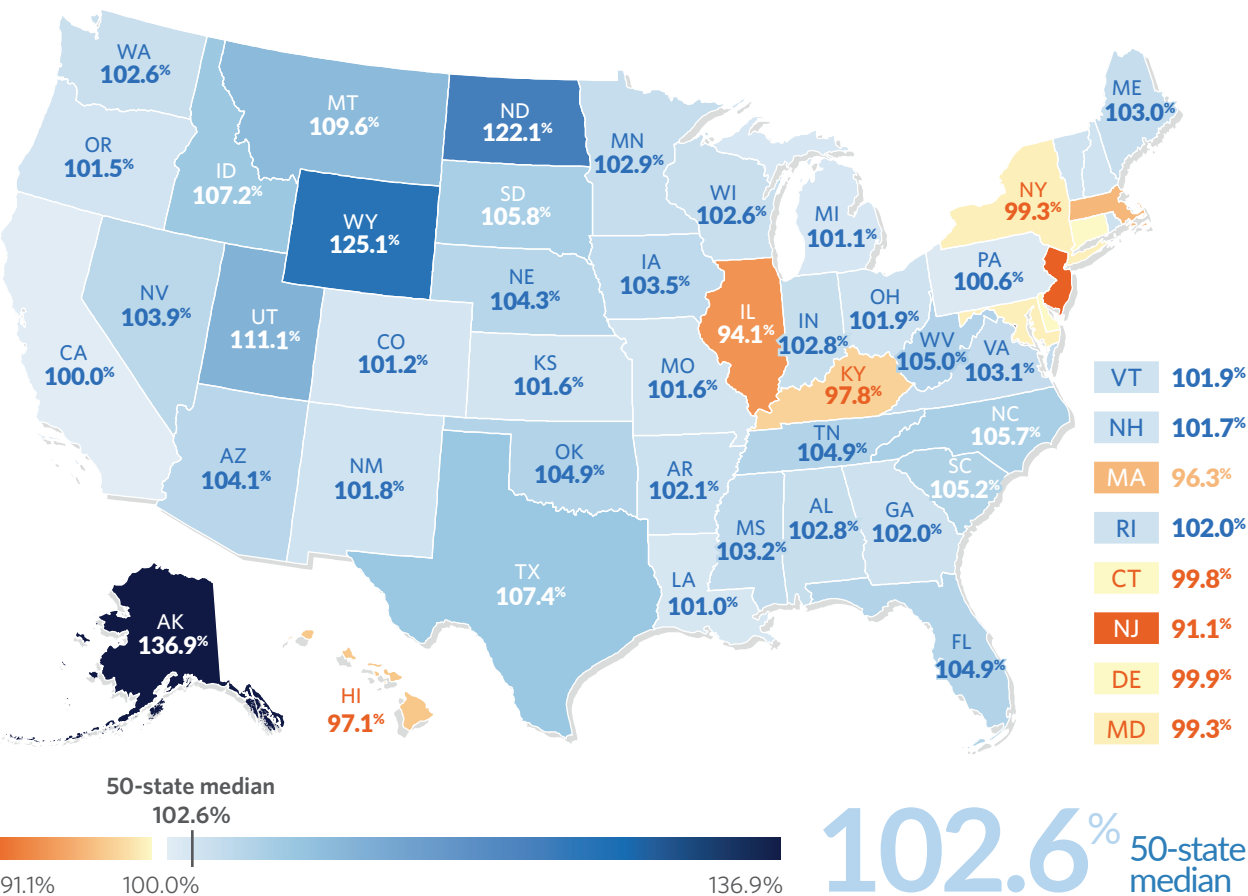 WA
102.6%
OR
101.5%
CA
100.0%
ID
107.2%
NV
103.9%
MT
109.6%
WY
125.1%
UT
111.1%
AZ
104.1%
CO
101.2%
NM
101.8%
ND
122.1%
SD
105.8%
NE
104.3%
KS
101.6%
OK
104.9%
TX
107.4%
MN
102.9%
IA
103.5%
MO
101.6%
AR
102.1%
LA
101.0%
WI
102.6%
IL
94.1%
MI
101.1%
IN
102.8%
OH
101.9%
KY
97.8%
TN
104.9%
MS
103.2%
AL
102.8%
GA
102.0%
FL
104.9%
SC
105.2%
NC
105.7%
VA
103.1%
WV
105.0%
PA
100.6%
NY
99.3%
ME
103.0%
VT 101.9%
NH 101.7%
MA 96.3%
RI 102.0%
CT 99.8%
NJ 91.1%
DE 99.9%
MD 99.3%
AK
136.9%
HI
97.1%
50-state median
102.6%
91.1% 100.0% 136.9%
102.6% 50-state
median